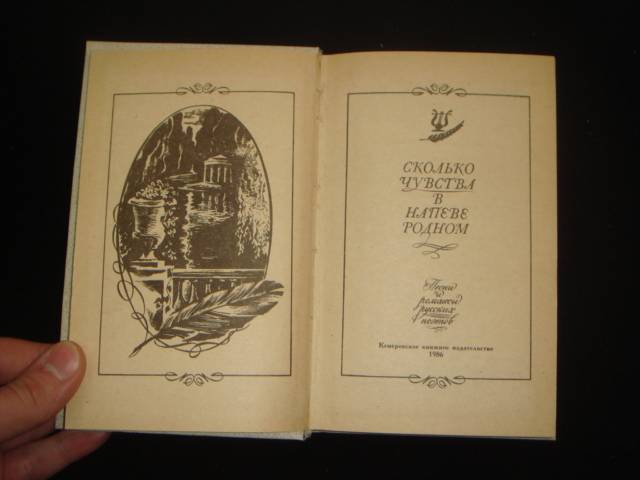 СКОЛЬКО
ЧУВСТВА
В
НАПЕВЕ
РОДНОМ
Песни и
романсы
русских
поэтов
Кемеровское книжное издательство
1986